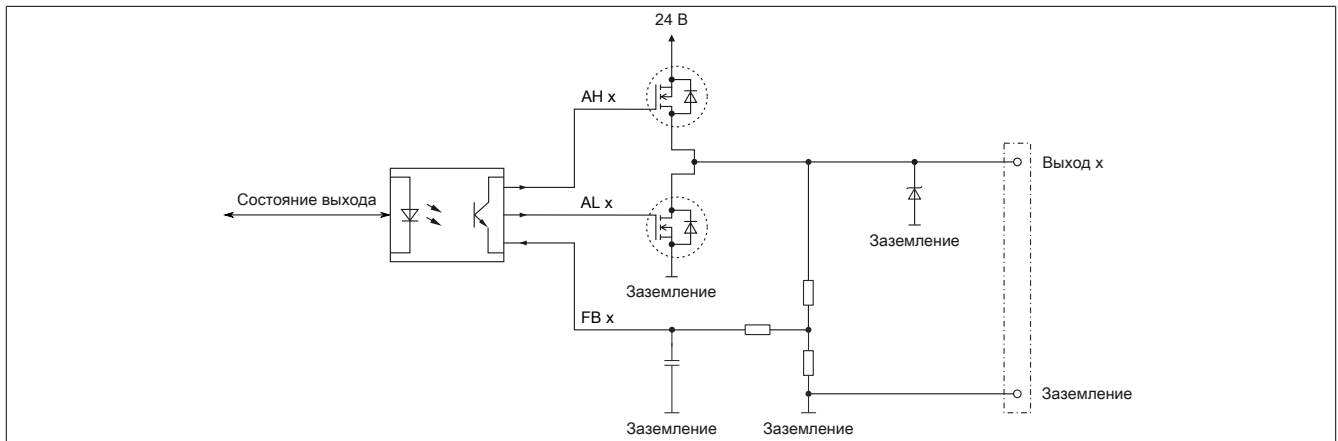 24 В
AH x
Выход x
Состояние выхода
AL x
Заземление
Заземление
FB x
Заземление
Заземление
Заземление